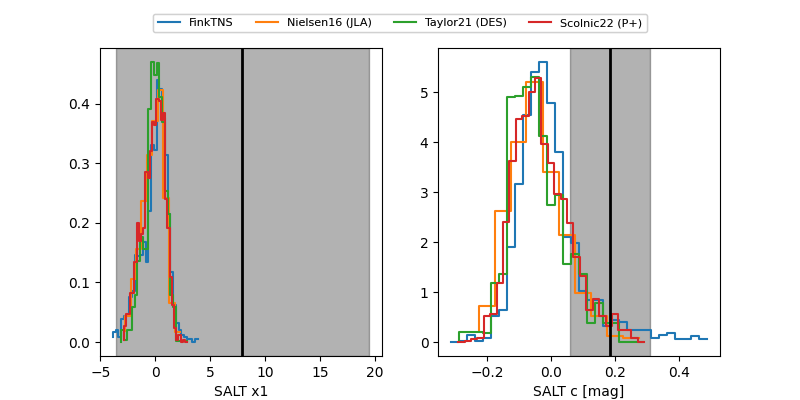 FinkTNS Nielsen16 (JLA) Taylor21 (DES) Scolnic22 (P+)
0.4
0.3
0.2
0.1
0.0
−5 0 5 10 15 20
SALT x1
5
4
3
2
1
0
−0.2 0.0 0.2 0.4
SALT c [mag]